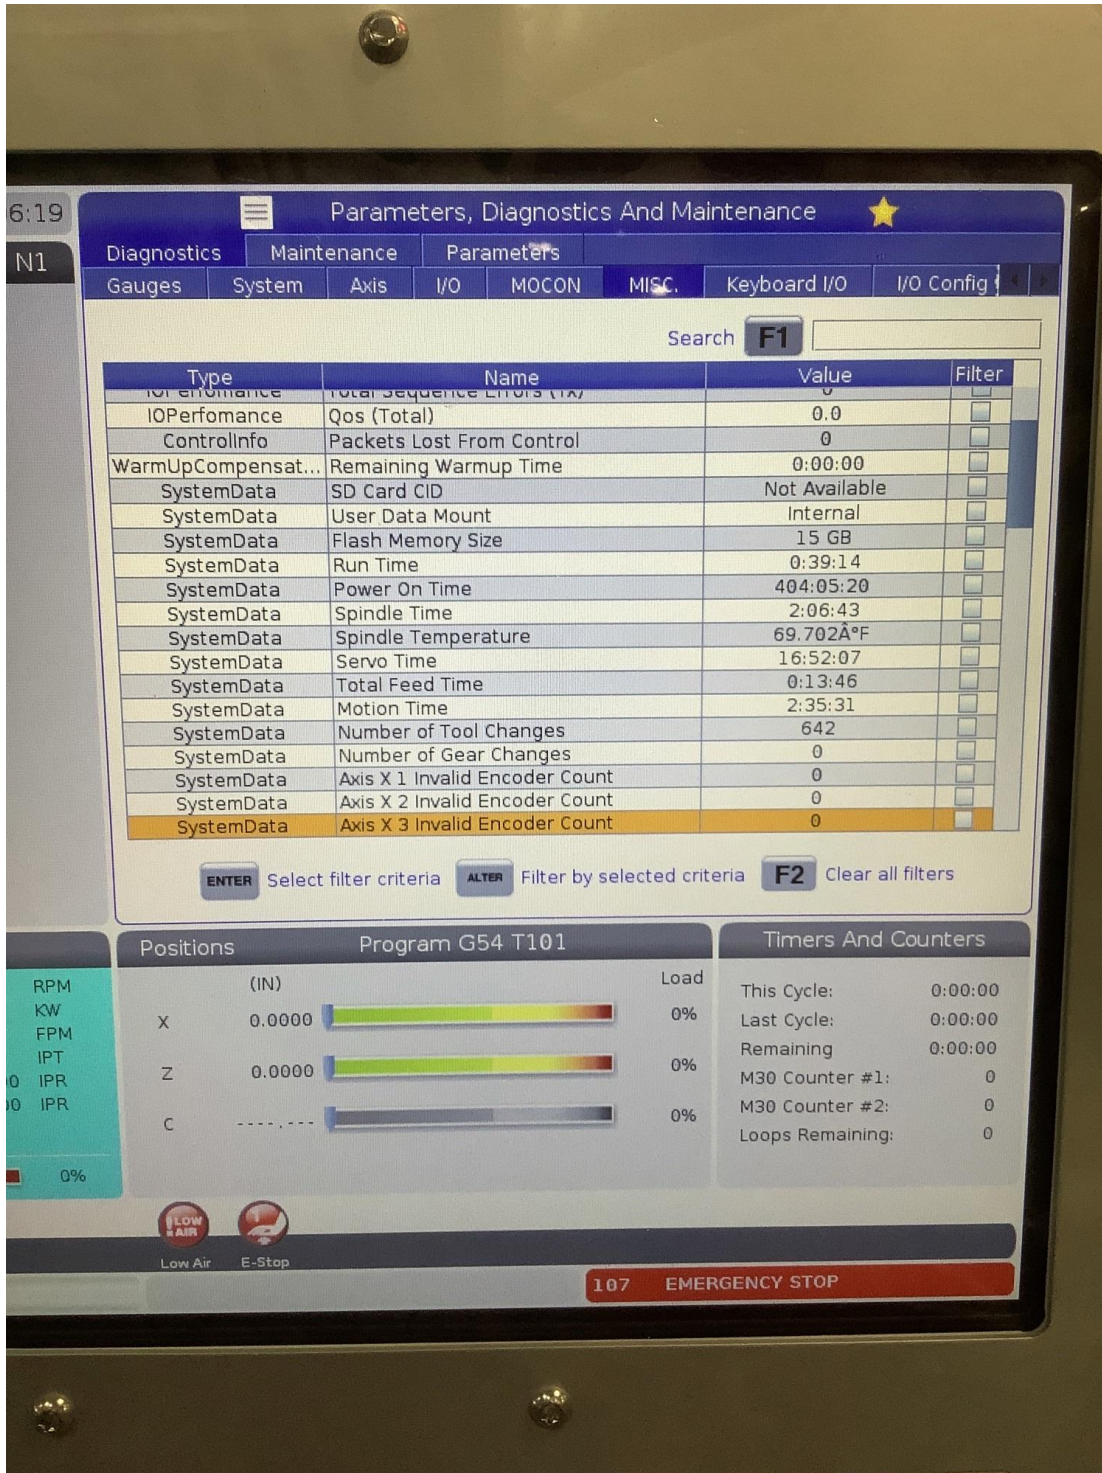 6:19
N1
Parameters, Diagnostics And Maintenance
Diagnostics Maintenance Parameters
Gauges System Axis I/O MOCON MISC. Keyboard I/O I/O Config
Search F1
Type Name Value Filter
IOPerfomance Total Sequence Errors (Tx) 0
IOPerfomance Qos (Total) 0.0
ControlInfo Packets Lost From Control 0
WarmUpCompensat... Remaining Warmup Time 0:00:00
SystemData SD Card CID Not Available
SystemData User Data Mount Internal
SystemData Flash Memory Size 15 GB
SystemData Run Time 0:39:14
SystemData Power On Time 404:05:20
SystemData Spindle Time 2:06:43
SystemData Spindle Temperature 69.702Â°F
SystemData Servo Time 16:52:07
SystemData Total Feed Time 0:13:46
SystemData Motion Time 2:35:31
SystemData Number of Tool Changes 642
SystemData Number of Gear Changes 0
SystemData Axis X 1 Invalid Encoder Count 0
SystemData Axis X 2 Invalid Encoder Count 0
SystemData Axis X 3 Invalid Encoder Count 0
ENTER Select filter criteria ALTER Filter by selected criteria F2 Clear all filters
RPM
KW
FPM
IPT
0 IPR
00 IPR
0%
Positions Program G54 T101
(IN) Load
X 0.0000 0%
Z 0.0000 0%
C ----.--- 0%
Timers And Counters
This Cycle: 0:00:00
Last Cycle: 0:00:00
Remaining 0:00:00
M30 Counter #1: 0
M30 Counter #2: 0
Loops Remaining: 0
LOW AIR
Low Air E-Stop
107 EMERGENCY STOP